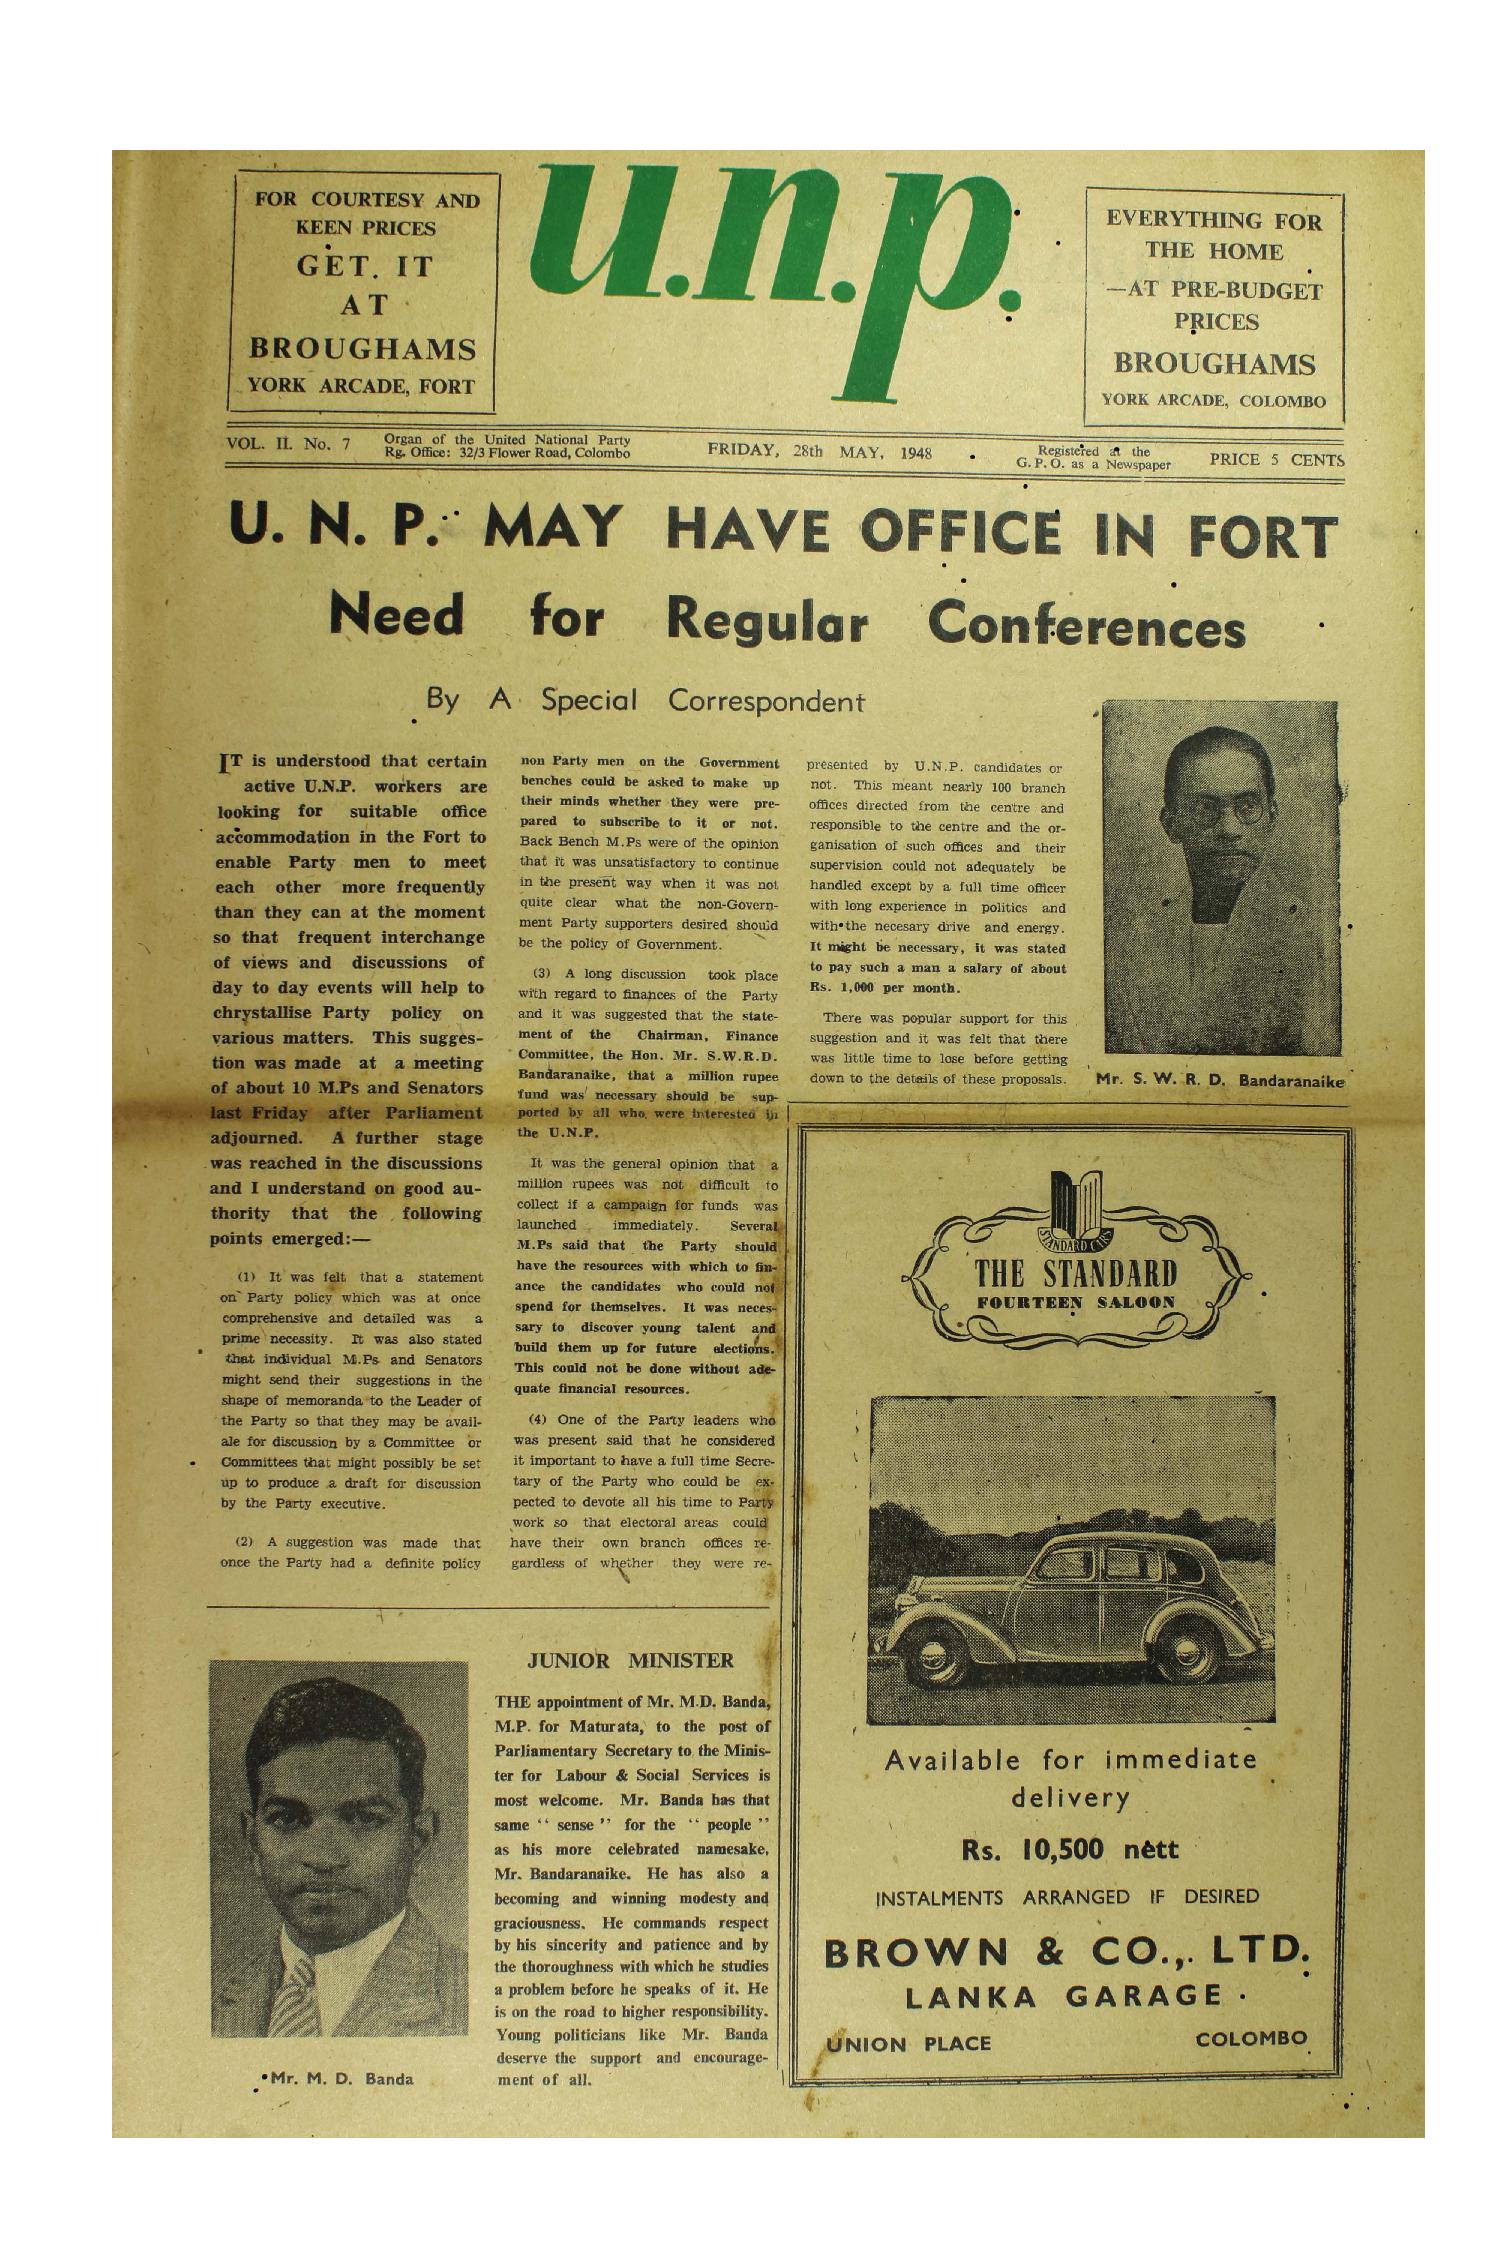 FOR COURTESY AND
KEEN PRICES
GET. IT
AT
BROUGHAMS
YORK ARCADE, FORT
u.n.p.
EVERYTHING FOR
THE HOME
—AT PRE-BUDGET
PRICES
BROUGHAMS
YORK ARCADE, COLOMBO
VOL. II. No. 7
Organ of the United National Party
Rg. Office: 32/3 Flower Road, Colombo
FRIDAY, 28th MAY, 1948
Registered at the
G. P. O. as a Newspaper
PRICE 5 CENTS
U. N. P. MAY HAVE OFFICE IN FORT
Need for Regular Conferences
By A Special Correspondent
IT is understood that certain
active U.N.P. workers are
looking for suitable office
accommodation in the Fort to
enable Party men to meet
each other more frequently
than they can at the moment
so that frequent interchange
of views and discussions of
day to day events will help to
chrystallise Party policy on
various matters. This sugges-
tion was made at a meeting
of about 10 M.Ps and Senators
last Friday after Parliament
adjourned. A further stage
was reached in the discussions
and I understand on good au-
thority that the following
points emerged:—
(1) It was felt that a statement
on Party policy which was at once
comprehensive and detailed was a
prime necessity. It was also stated
that individual M.Ps and Senators
might send their suggestions in the
shape of memoranda to the Leader of
the Party so that they may be avail-
ale for discussion by a Committee or
Committees that might possibly be set
up to produce a draft for discussion
by the Party executive.
(2) A suggestion was made that
once the Party had a definite policy
non Party men on the Government
benches could be asked to make up
their minds whether they were pre-
pared to subscribe to it or not.
Back Bench M.Ps were of the opinion
that it was unsatisfactory to continue
in the present way when it was not
quite clear what the non-Govern-
ment Party supporters desired should
be the policy of Government.
(3) A long discussion took place
with regard to finances of the Party
and it was suggested that the state-
ment of the Chairman, Finance
Committee, the Hon. Mr. S.W.R.D.
Bandaranaike, that a million rupee
fund was necessary should be sup-
ported by all who were interested in
the U.N.P.
It was the general opinion that a
million rupees was not difficult to
collect if a campaign for funds was
launched immediately. Several
M.Ps said that the Party should
have the resources with which to fin-
ance the candidates who could not
spend for themselves. It was neces-
sary to discover young talent and
build them up for future elections.
This could not be done without ade-
quate financial resources.
(4) One of the Party leaders who
was present said that he considered
it important to have a full time Secre-
tary of the Party who could be ex-
pected to devote all his time to Party
work so that electoral areas could
have their own branch offices re-
gardless of whether they were re-
presented by U.N.P. candidates or
not. This meant nearly 100 branch
offices directed from the centre and
responsible to the centre and the or-
ganisation of such offices and their
supervision could not adequately be
handled except by a full time officer
with long experience in politics and
with the necesary drive and energy.
It might be necessary, it was stated
to pay such a man a salary of about
Rs. 1,000 per month.
There was popular support for this
suggestion and it was felt that there
was little time to lose before getting
down to the details of these proposals.
Mr. S. W. R. D. Bandaranaike
Mr. M. D. Banda
JUNIOR MINISTER
THE appointment of Mr. M.D. Banda,
M.P. for Maturata, to the post of
Parliamentary Secretary to the Minis-
ter for Labour & Social Services is
most welcome. Mr. Banda has that
same “ sense ” for the “ people ”
as his more celebrated namesake,
Mr. Bandaranaike. He has also a
becoming and winning modesty and
graciousness. He commands respect
by his sincerity and patience and by
the thoroughness with which he studies
a problem before he speaks of it. He
is on the road to higher responsibility.
Young politicians like Mr. Banda
deserve the support and encourage-
ment of all.
STANDARD CARS
THE STANDARD
FOURTEEN SALOON
Available for immediate
delivery
Rs. 10,500 nett
INSTALMENTS ARRANGED IF DESIRED
BROWN & CO., LTD.
LANKA GARAGE
UNION PLACE COLOMBO